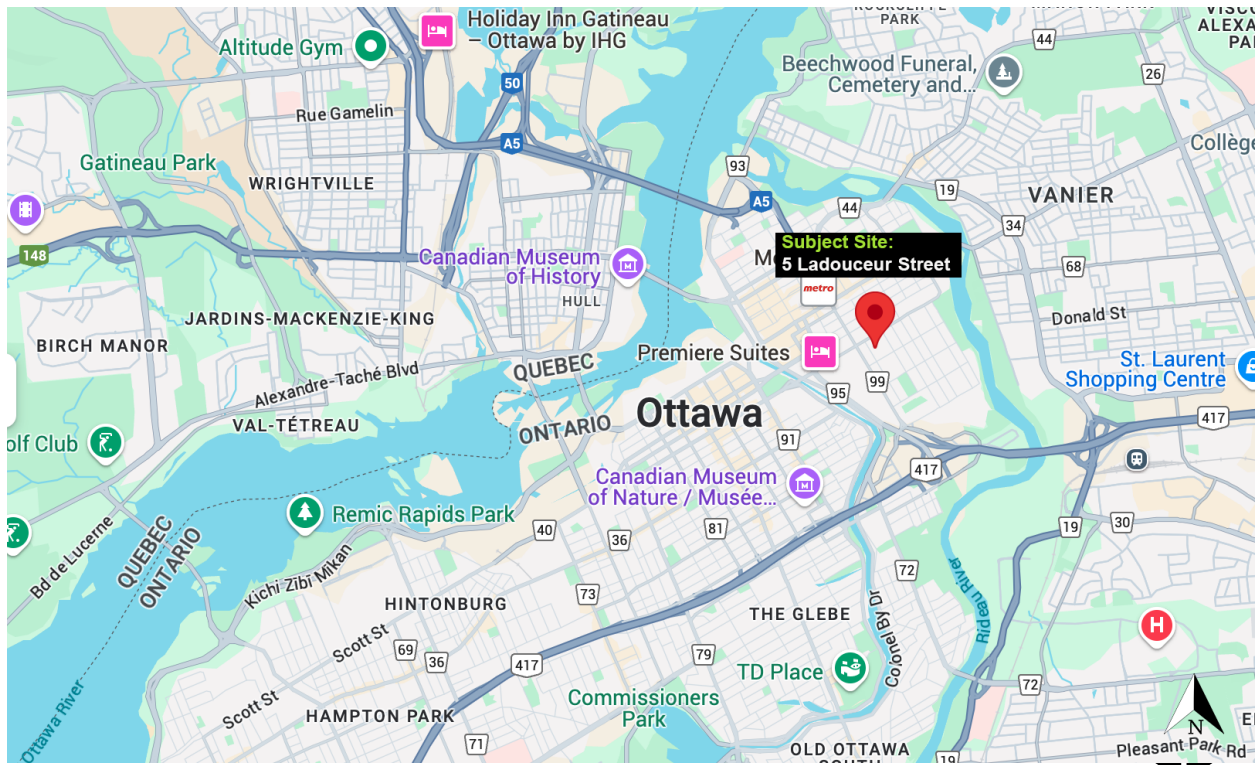 Holiday Inn Gatineau
– Ottawa by IHG
Altitude Gym
PARK
44
Beechwood Funeral,
Cemetery and...
50
26
Rue Gamelin
A5
Collège
Gatineau Park
WRIGHTVILLE
93
19
VANIER
A5
44
34
148
Canadian Museum
of History
Subject Site:
5 Ladouceur Street
68
metro
HULL
JARDINS-MACKENZIE-KING
Donald St
BIRCH MANOR
QUEBEC
Premiere Suites
St. Laurent
Shopping Centre
Alexandre-Taché Blvd
99
95
Ottawa
417
VAL-TÉTREAU
ONTARIO
91
olf Club
417
Canadian Museum
of Nature / Musée...
Remic Rapids Park
QUEBEC
ONTARIO
Bd de Lucerne
40
36
81
19
30
Kichi Zībī Mīkan
72
73
HINTONBURG
THE GLEBE
Colonel By Dr
Rideau River
H
Scott St
69
36
417
79
TD Place
72
Scott St
Commissioners
Park
HAMPTON PARK
Ottawa River
71
N
OLD OTTAWA
19
Pleasant Park Rd